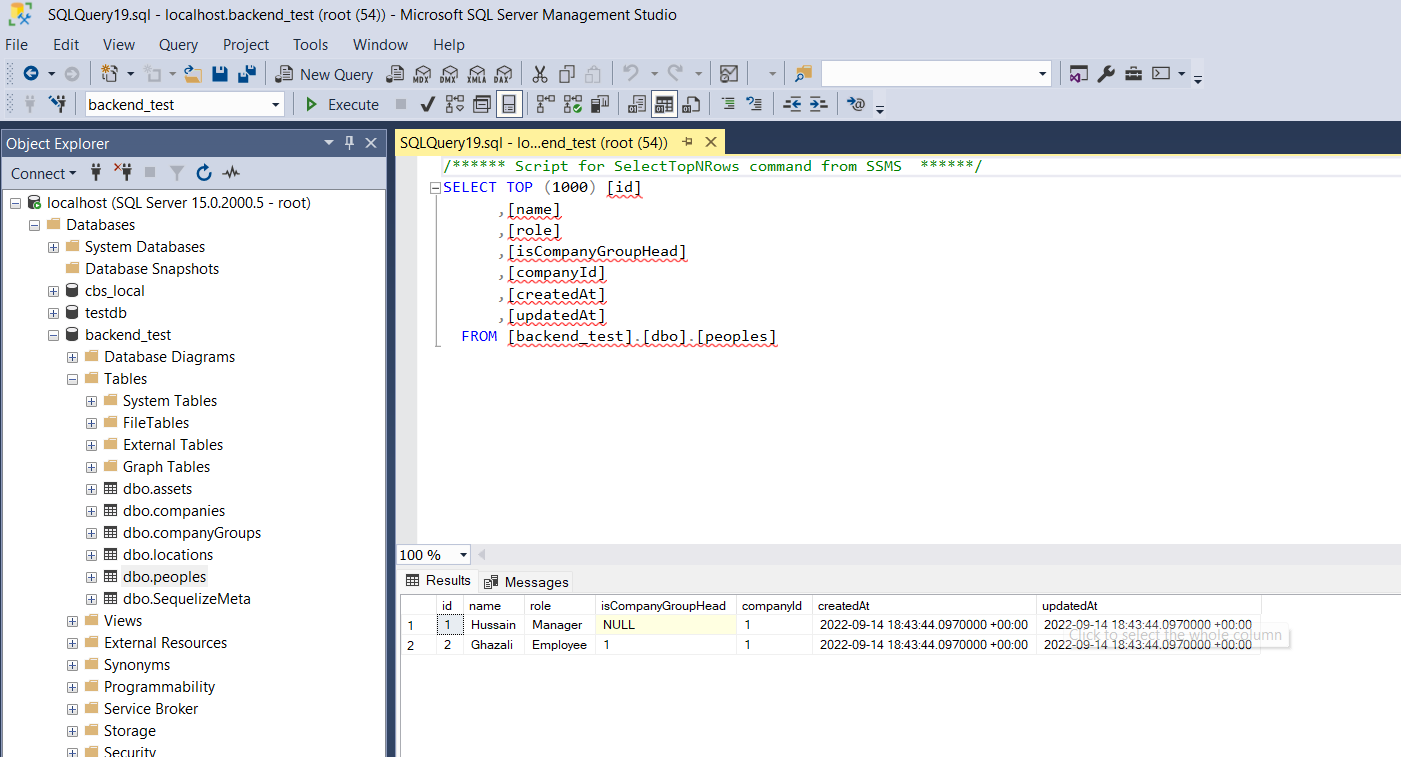 SQLQuery19.sql - localhost.backend_test (root (54)) - Microsoft SQL Server Management Studio
File Edit View Query Project Tools Window Help
New Query MDX DMX XMLA DAX
backend_test Execute
Object Explorer
Connect
localhost (SQL Server 15.0.2000.5 - root)
Databases
System Databases
Database Snapshots
cbs_local
testdb
backend_test
Database Diagrams
Tables
System Tables
FileTables
External Tables
Graph Tables
dbo.assets
dbo.companies
dbo.companyGroups
dbo.locations
dbo.peoples
dbo.SequelizeMeta
Views
External Resources
Synonyms
Programmability
Service Broker
Storage
Security
SQLQuery19.sql - lo...end_test (root (54))
/****** Script for SelectTopNRows command from SSMS ******/
SELECT TOP (1000) [id]
,[name]
,[role]
,[isCompanyGroupHead]
,[companyId]
,[createdAt]
,[updatedAt]
FROM [backend_test].[dbo].[peoples]
100 %
Results Messages
id name role isCompanyGroupHead companyId createdAt updatedAt
1 1 Hussain Manager NULL 1 2022-09-14 18:43:44.0970000 +00:00 2022-09-14 18:43:44.0970000 +00:00
Click to select the whole column
2 2 Ghazali Employee 1 1 2022-09-14 18:43:44.0970000 +00:00 2022-09-14 18:43:44.0970000 +00:00